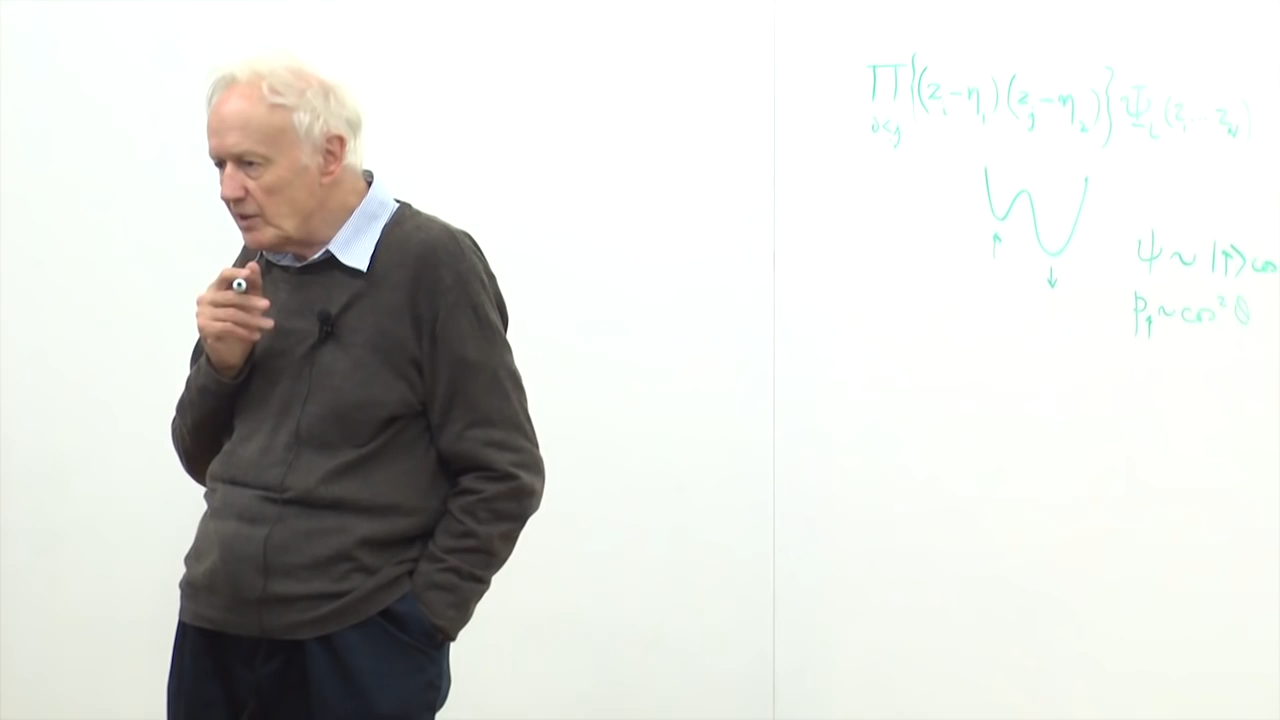 ∏_{i<j} {(z_i − η_1)(z_j − η_2)} Ψ_L(z_1 ... z_N)
↑
↓
ψ ~ |↑⟩ cos
P_↑ ~ cos² θ